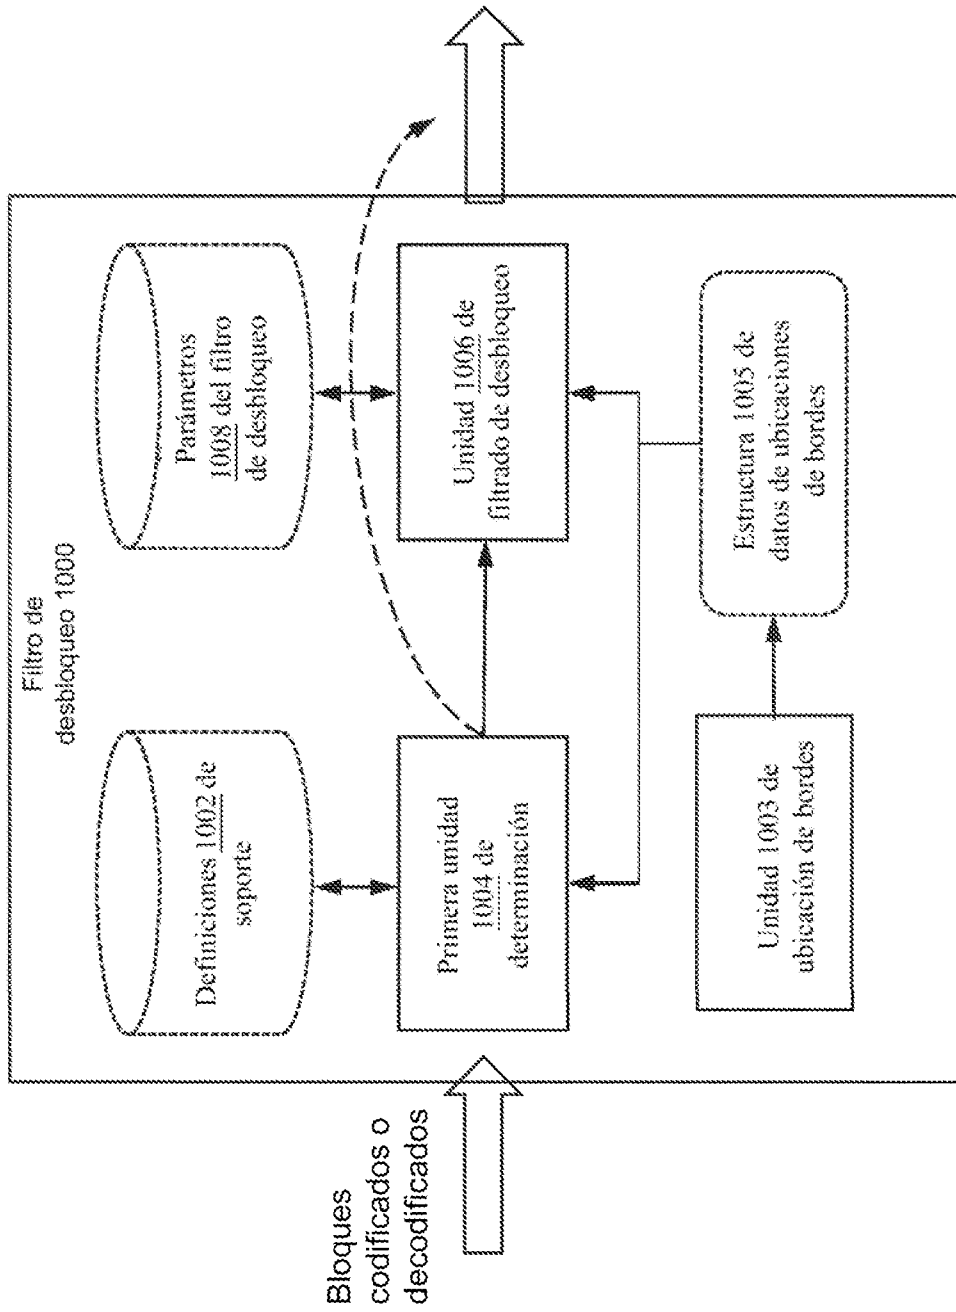 Filtro de
desbloqueo 1000
Bloques
codificados o
decodificados
Definiciones 1002 de
soporte
Parámetros
1008 del filtro
de desbloqueo
Primera unidad
1004 de
determinación
Unidad 1006 de
filtrado de desbloqueo
Unidad 1003 de
ubicación de bordes
Estructura 1005 de
datos de ubicaciones
de bordes